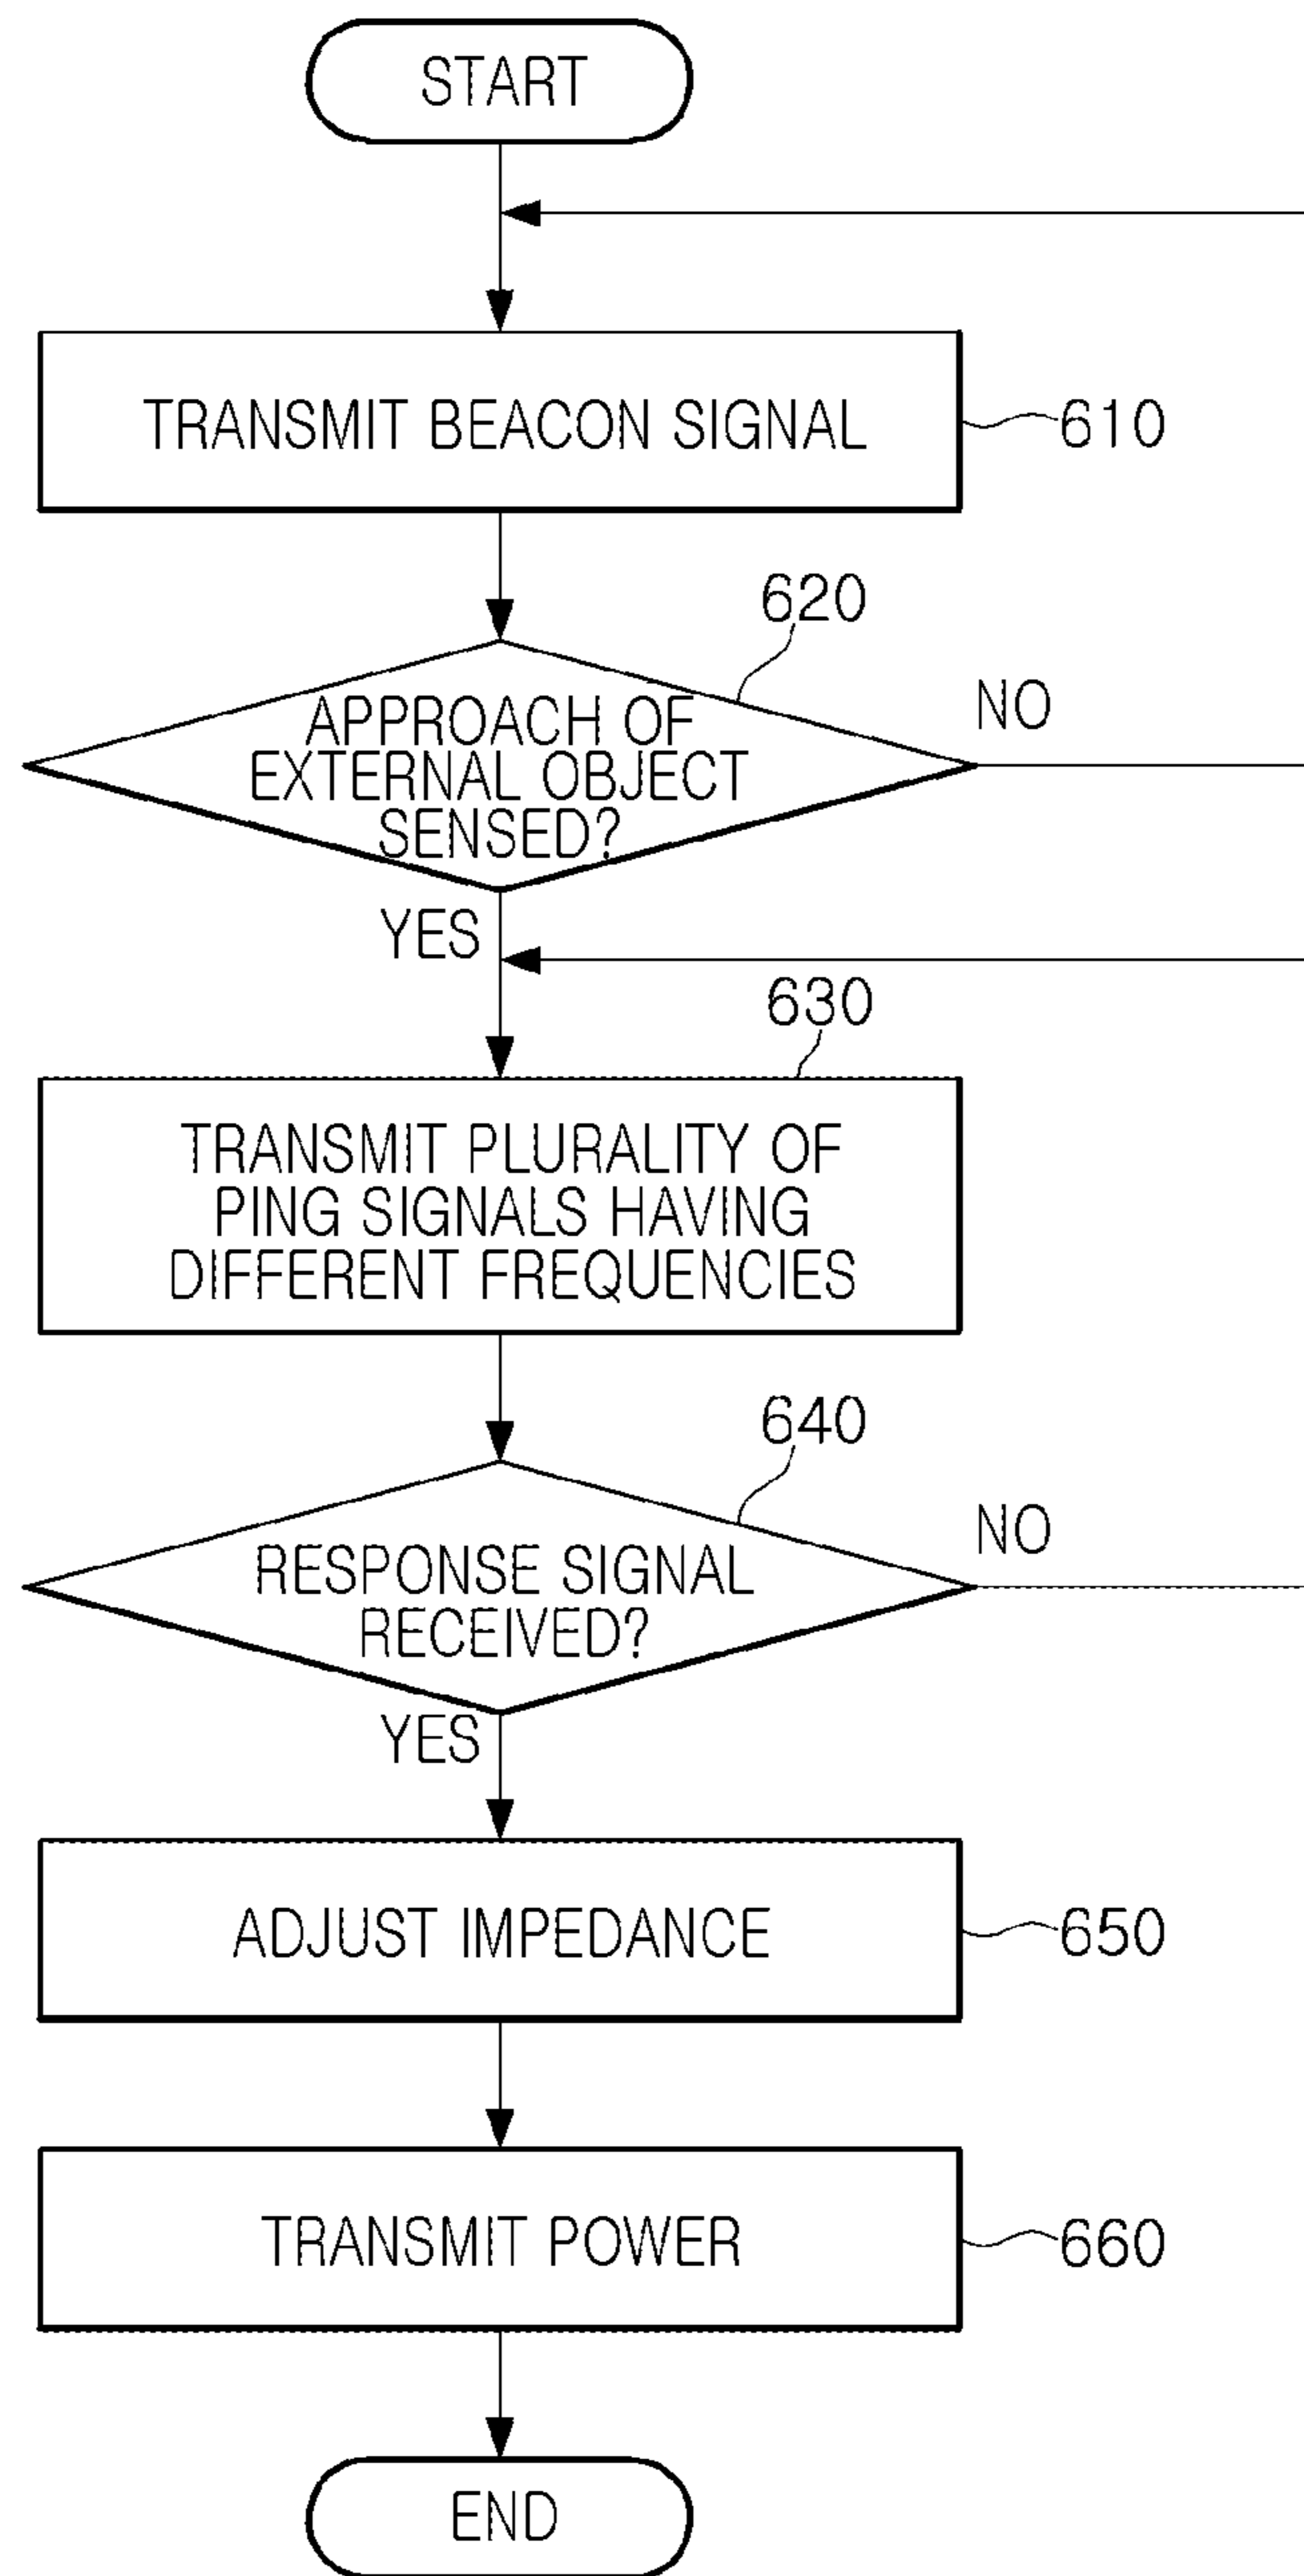 START
TRANSMIT BEACON SIGNAL
610
620
APPROACH OF
EXTERNAL OBJECT
SENSED?
NO
YES
630
TRANSMIT PLURALITY OF
PING SIGNALS HAVING
DIFFERENT FREQUENCIES
640
RESPONSE SIGNAL
RECEIVED?
NO
YES
ADJUST IMPEDANCE
650
TRANSMIT POWER
660
END